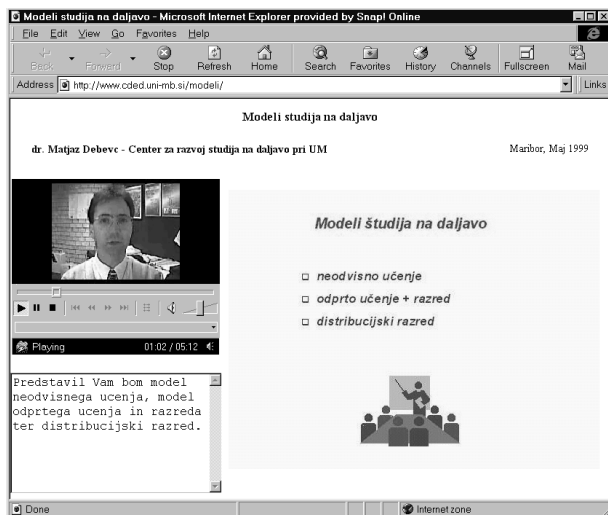 Modeli studija na daljavo - Microsoft Internet Explorer provided by Snap! Online
File Edit View Go Favorites Help
Back Forward Stop Refresh Home Search Favorites History Channels Fullscreen Mail
Address http://www.cded.uni-mb.si/modeli/ Links
Modeli studija na daljavo
dr. Matjaz Debevc - Center za razvoj studija na daljavo pri UM
Maribor, Maj 1999
Modeli študija na daljavo
neodvisno učenje
odprto učenje + razred
distribucijski razred
Playing 01:02 / 05:12
Predstavil Vam bom model
neodvisnega ucenja, model
odprtega ucenja in razreda
ter distribucijski razred.
Done Internet zone